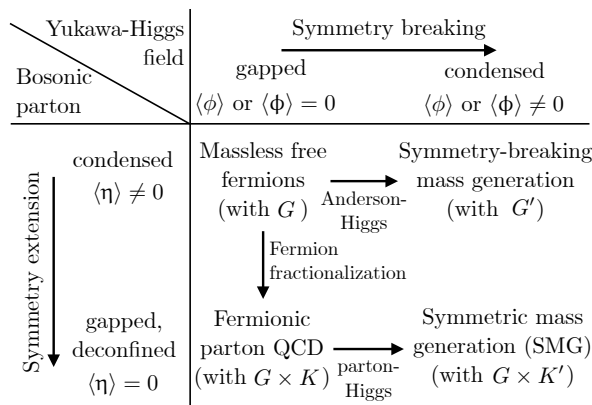 Yukawa-Higgs
field
Bosonic
parton
Symmetry breaking
gapped
⟨ϕ⟩ or ⟨Φ⟩ = 0
condensed
⟨ϕ⟩ or ⟨Φ⟩ ≠ 0
Symmetry extension
condensed
⟨η⟩ ≠ 0
Massless free
fermions
(with G)
Anderson-
Higgs
Symmetry-breaking
mass generation
(with G′)
Fermion
fractionalization
gapped,
deconfined
⟨η⟩ = 0
Fermionic
parton QCD
(with G × K)
parton-
Higgs
Symmetric mass
generation (SMG)
(with G × K′)